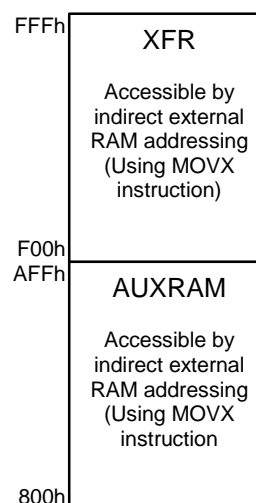 FFFh
XFR
Accessible by
indirect external
RAM addressing
(Using MOVX
instruction)
F00h
AFFh
AUXRAM
Accessible by
indirect external
RAM addressing
(Using MOVX
instruction
800h